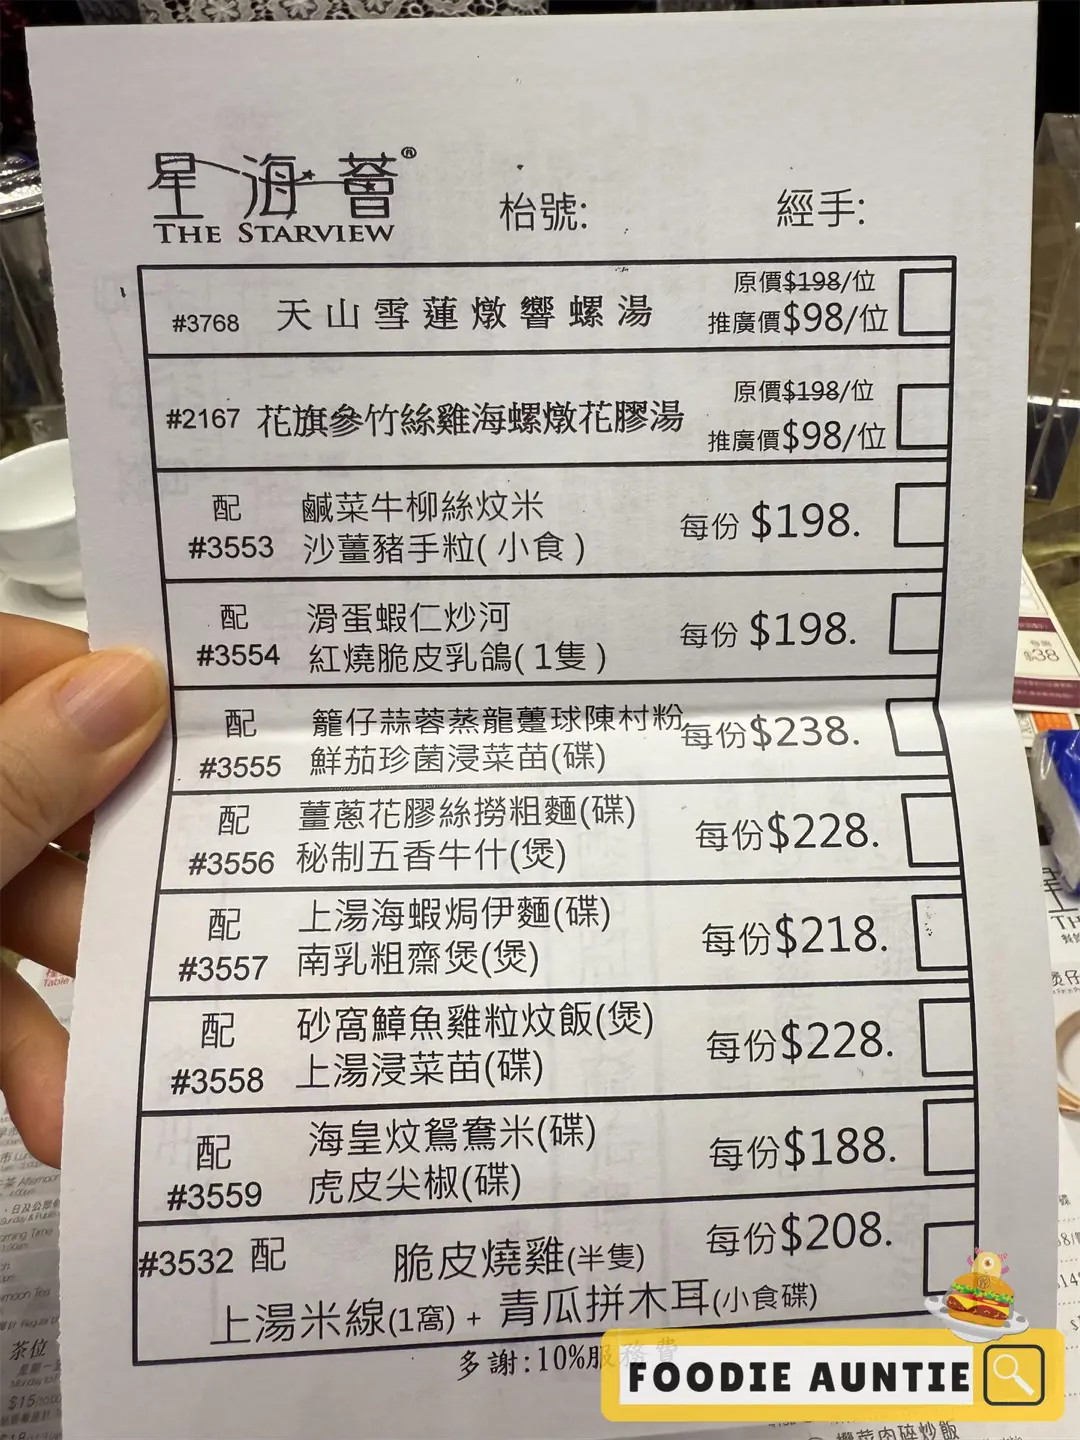 星海薈®
THE STARVIEW
枱號:
經手:
#3768 天山雪蓮燉響螺湯
原價$198/位
推廣價$98/位
#2167 花旗參竹絲雞海螺燉花膠湯
原價$198/位
推廣價$98/位
配 鹹菜牛柳絲炆米
#3553 沙薑豬手粒(小食)
每份 $198.
配 滑蛋蝦仁炒河
#3554 紅燒脆皮乳鴿(1隻)
每份 $198.
配 籠仔蒜蓉蒸龍躉球陳村粉
#3555 鮮茄珍菌浸菜苗(碟)
每份$238.
配 薑蔥花膠絲撈粗麵(碟)
#3556 秘制五香牛什(煲)
每份$228.
配 上湯海蝦焗伊麵(碟)
#3557 南乳粗齋煲(煲)
每份$218.
配 砂窩鱆魚雞粒炆飯(煲)
#3558 上湯浸菜苗(碟)
每份$228.
配 海皇炆鴛鴦米(碟)
#3559 虎皮尖椒(碟)
每份$188.
#3532 配 脆皮燒雞(半隻)
每份$208.
上湯米線(1窩) + 青瓜拼木耳(小食碟)
多謝:10%服務費
FOODIE AUNTIE
茶位
$38
欖菜肉碎炒飯